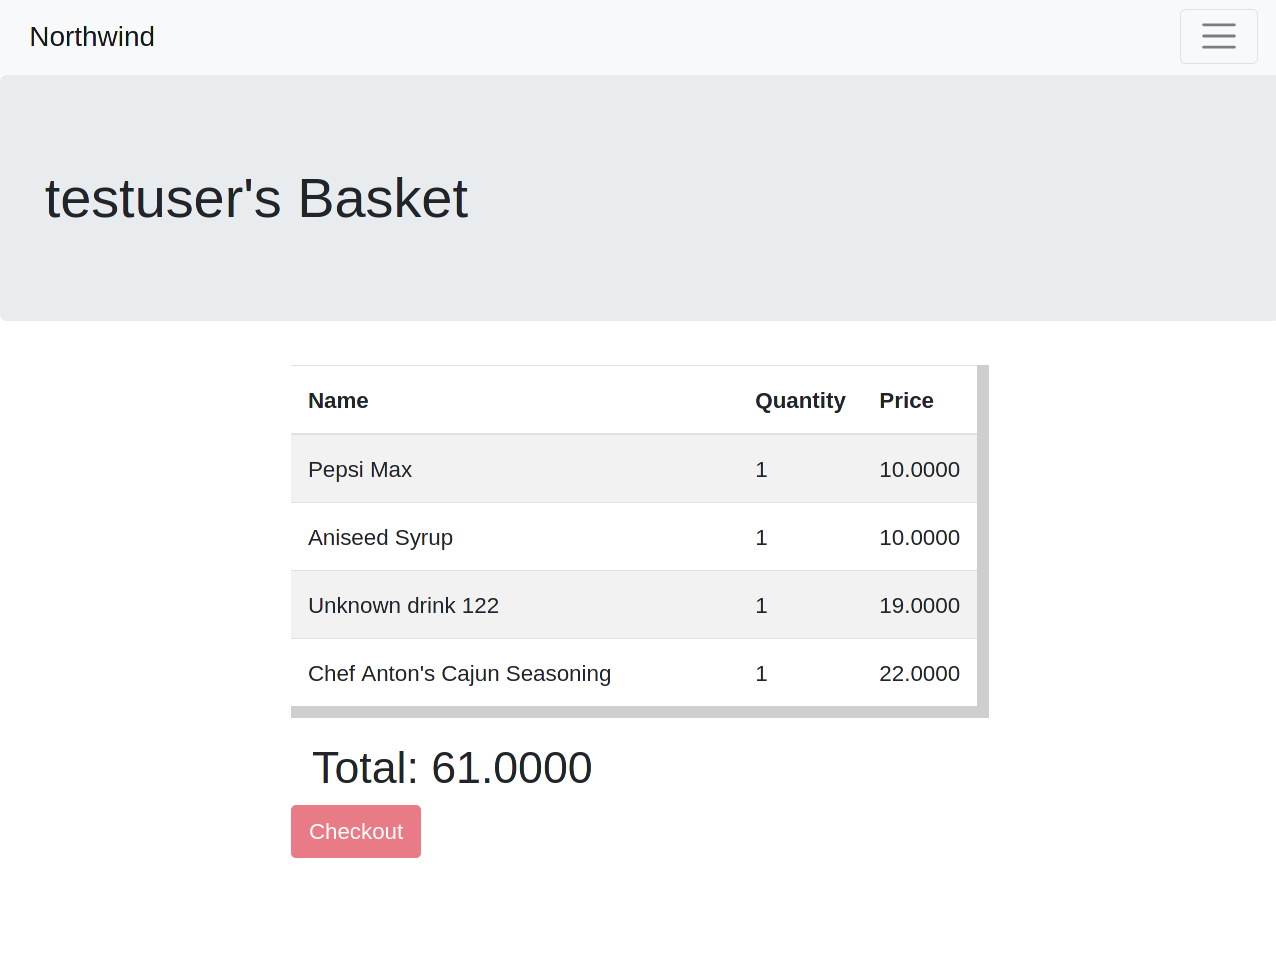 Northwind
testuser's Basket
Name Quantity Price
Pepsi Max 1 10.0000
Aniseed Syrup 1 10.0000
Unknown drink 122 1 19.0000
Chef Anton's Cajun Seasoning 1 22.0000
Total: 61.0000
Checkout